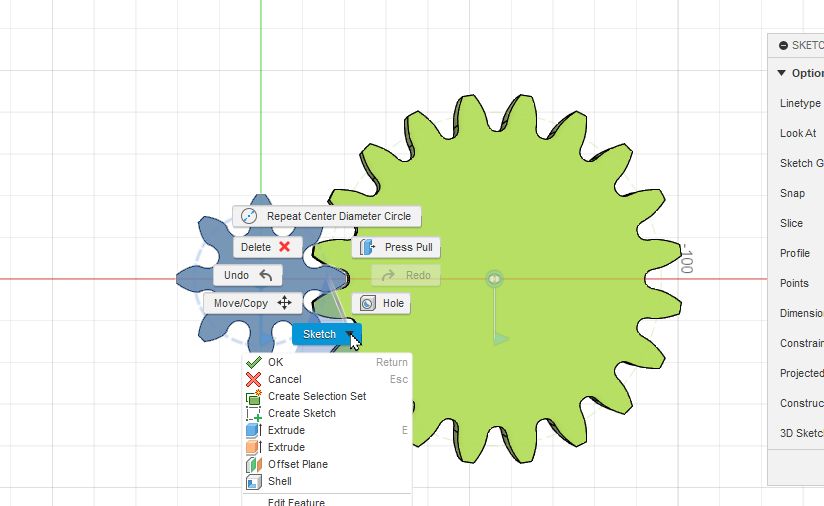 SKETC
Option
Linetype
Look At
Sketch G
Snap
Slice
Profile
Points
Dimensio
Constrain
Projected
Construc
3D Sketc
Repeat Center Diameter Circle
Delete
Press Pull
Undo
Redo
Move/Copy
Hole
Sketch
OK Return
Cancel Esc
Create Selection Set
Create Sketch
Extrude E
Extrude
Offset Plane
Shell
Edit Feature
-100